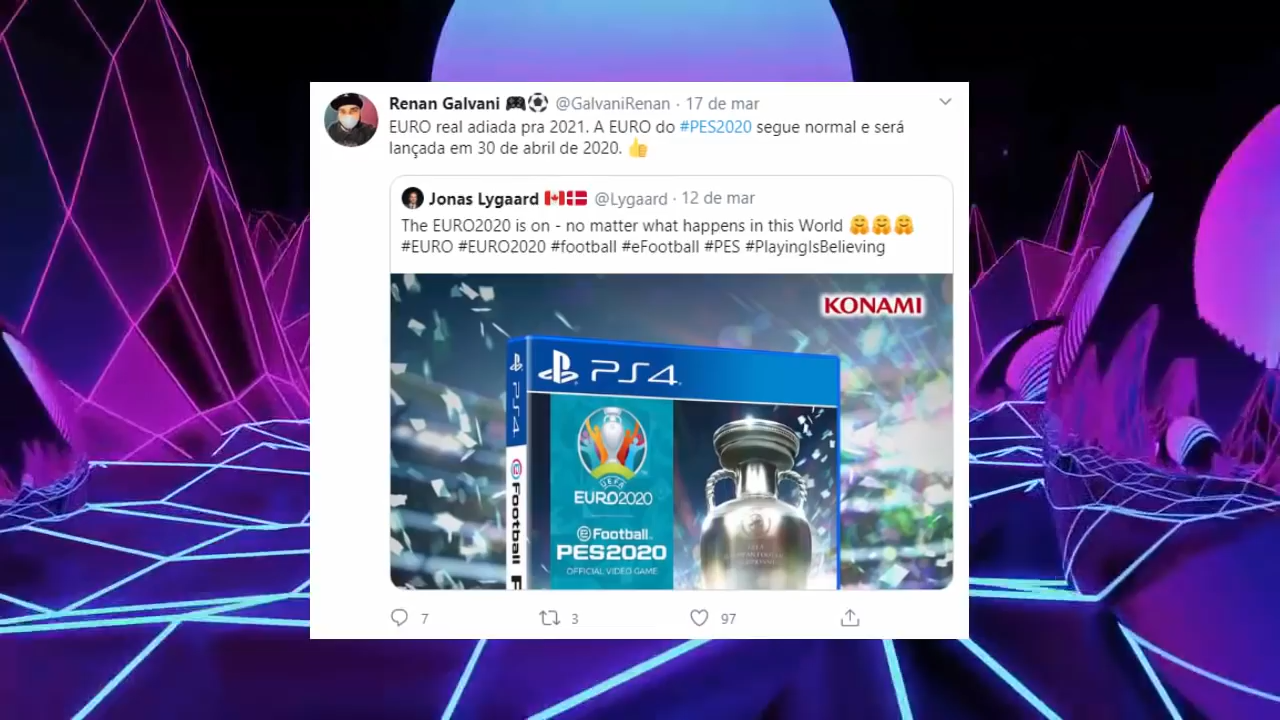 Renan Galvani 🎮⚽ @GalvaniRenan · 17 de mar
EURO real adiada pra 2021. A EURO do #PES2020 segue normal e será
lançada em 30 de abril de 2020. 👍
Jonas Lygaard 🇨🇦🇩🇰 @Lygaard · 12 de mar
The EURO2020 is on - no matter what happens in this World 🤗🤗🤗
#EURO #EURO2020 #football #eFootball #PES #PlayingIsBelieving
KONAMI
PS4
PS4
UEFA
EURO2020
eFootball
eFootball
PES2020
OFFICIAL VIDEO GAME
7
3
97